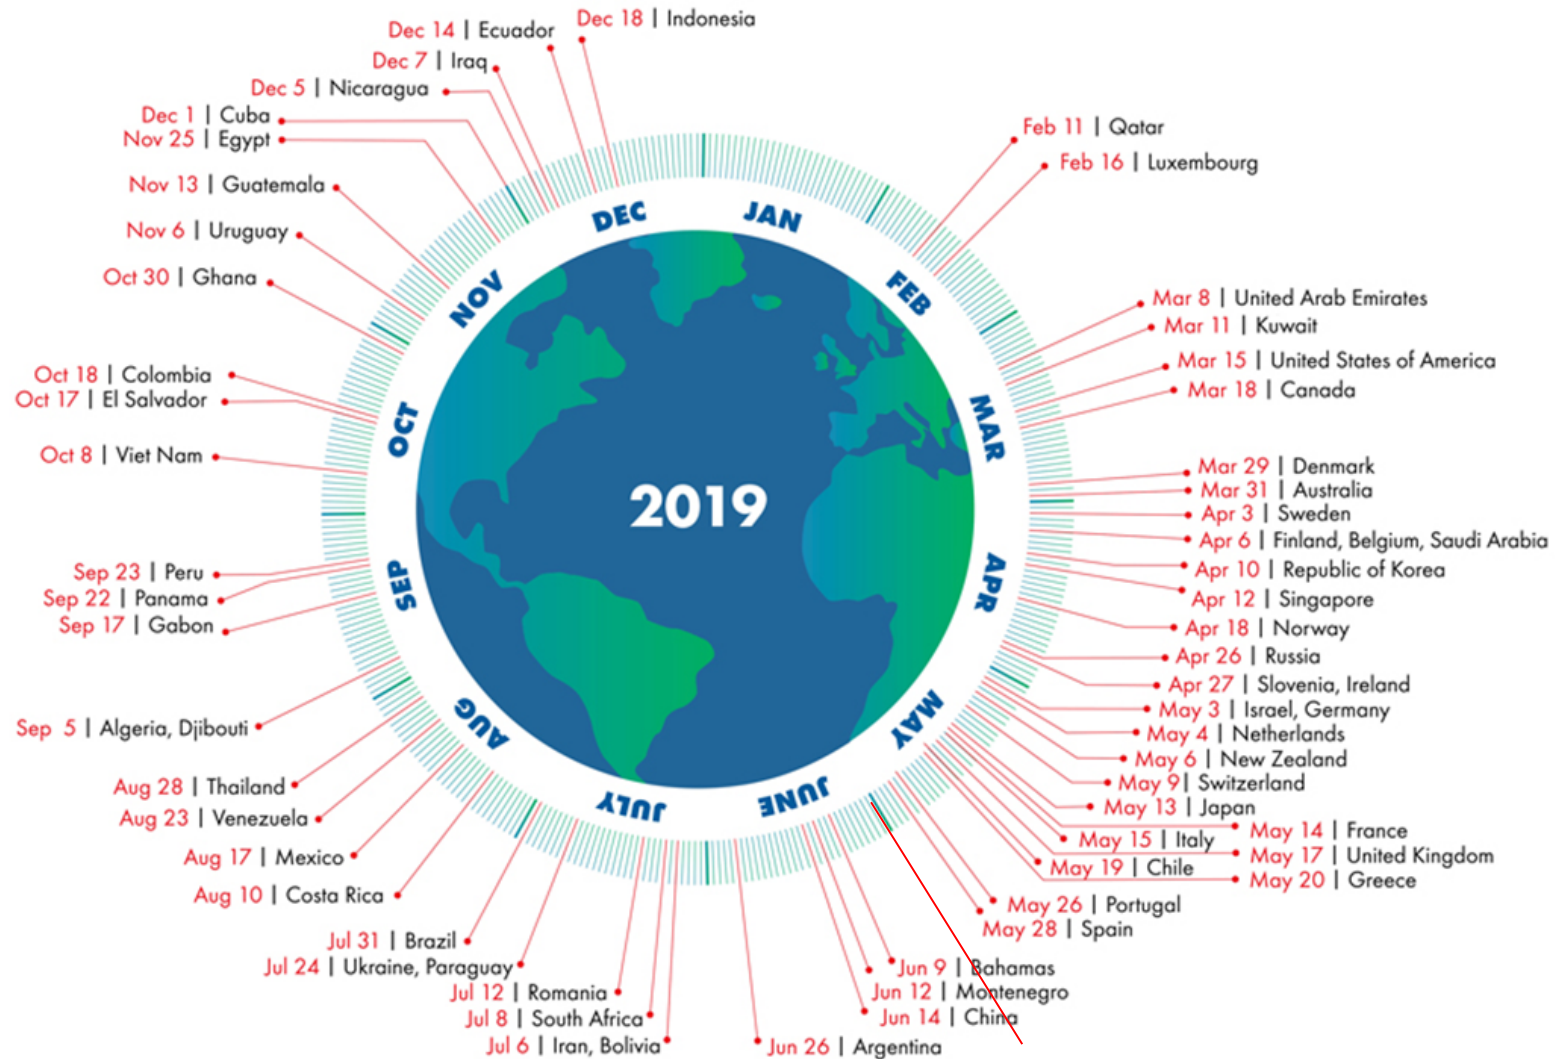 Dec 18 | Indonesia
Dec 14 | Ecuador
Dec 7 | Iraq
Dec 5 | Nicaragua
Dec 1 | Cuba
Nov 25 | Egypt
Nov 13 | Guatemala
Nov 6 | Uruguay
Oct 30 | Ghana
Oct 18 | Colombia
Oct 17 | El Salvador
Oct 8 | Viet Nam
Sep 23 | Peru
Sep 22 | Panama
Sep 17 | Gabon
Sep 5 | Algeria, Djibouti
Aug 28 | Thailand
Aug 23 | Venezuela
Aug 17 | Mexico
Aug 10 | Costa Rica
Jul 31 | Brazil
Jul 24 | Ukraine, Paraguay
Jul 12 | Romania
Jul 8 | South Africa
Jul 6 | Iran, Bolivia
Feb 11 | Qatar
Feb 16 | Luxembourg
Mar 8 | United Arab Emirates
Mar 11 | Kuwait
Mar 15 | United States of America
Mar 18 | Canada
Mar 29 | Denmark
Mar 31 | Australia
Apr 3 | Sweden
Apr 6 | Finland, Belgium, Saudi Arabia
Apr 10 | Republic of Korea
Apr 12 | Singapore
Apr 18 | Norway
Apr 26 | Russia
Apr 27 | Slovenia, Ireland
May 3 | Israel, Germany
May 4 | Netherlands
May 6 | New Zealand
May 9 | Switzerland
May 13 | Japan
May 14 | France
May 15 | Italy
May 17 | United Kingdom
May 19 | Chile
May 20 | Greece
May 26 | Portugal
May 28 | Spain
Jun 9 | Bahamas
Jun 12 | Montenegro
Jun 14 | China
Jun 26 | Argentina
JAN
FEB
MAR
APR
MAY
JUNE
JULY
AUG
SEP
OCT
NOV
DEC
2019